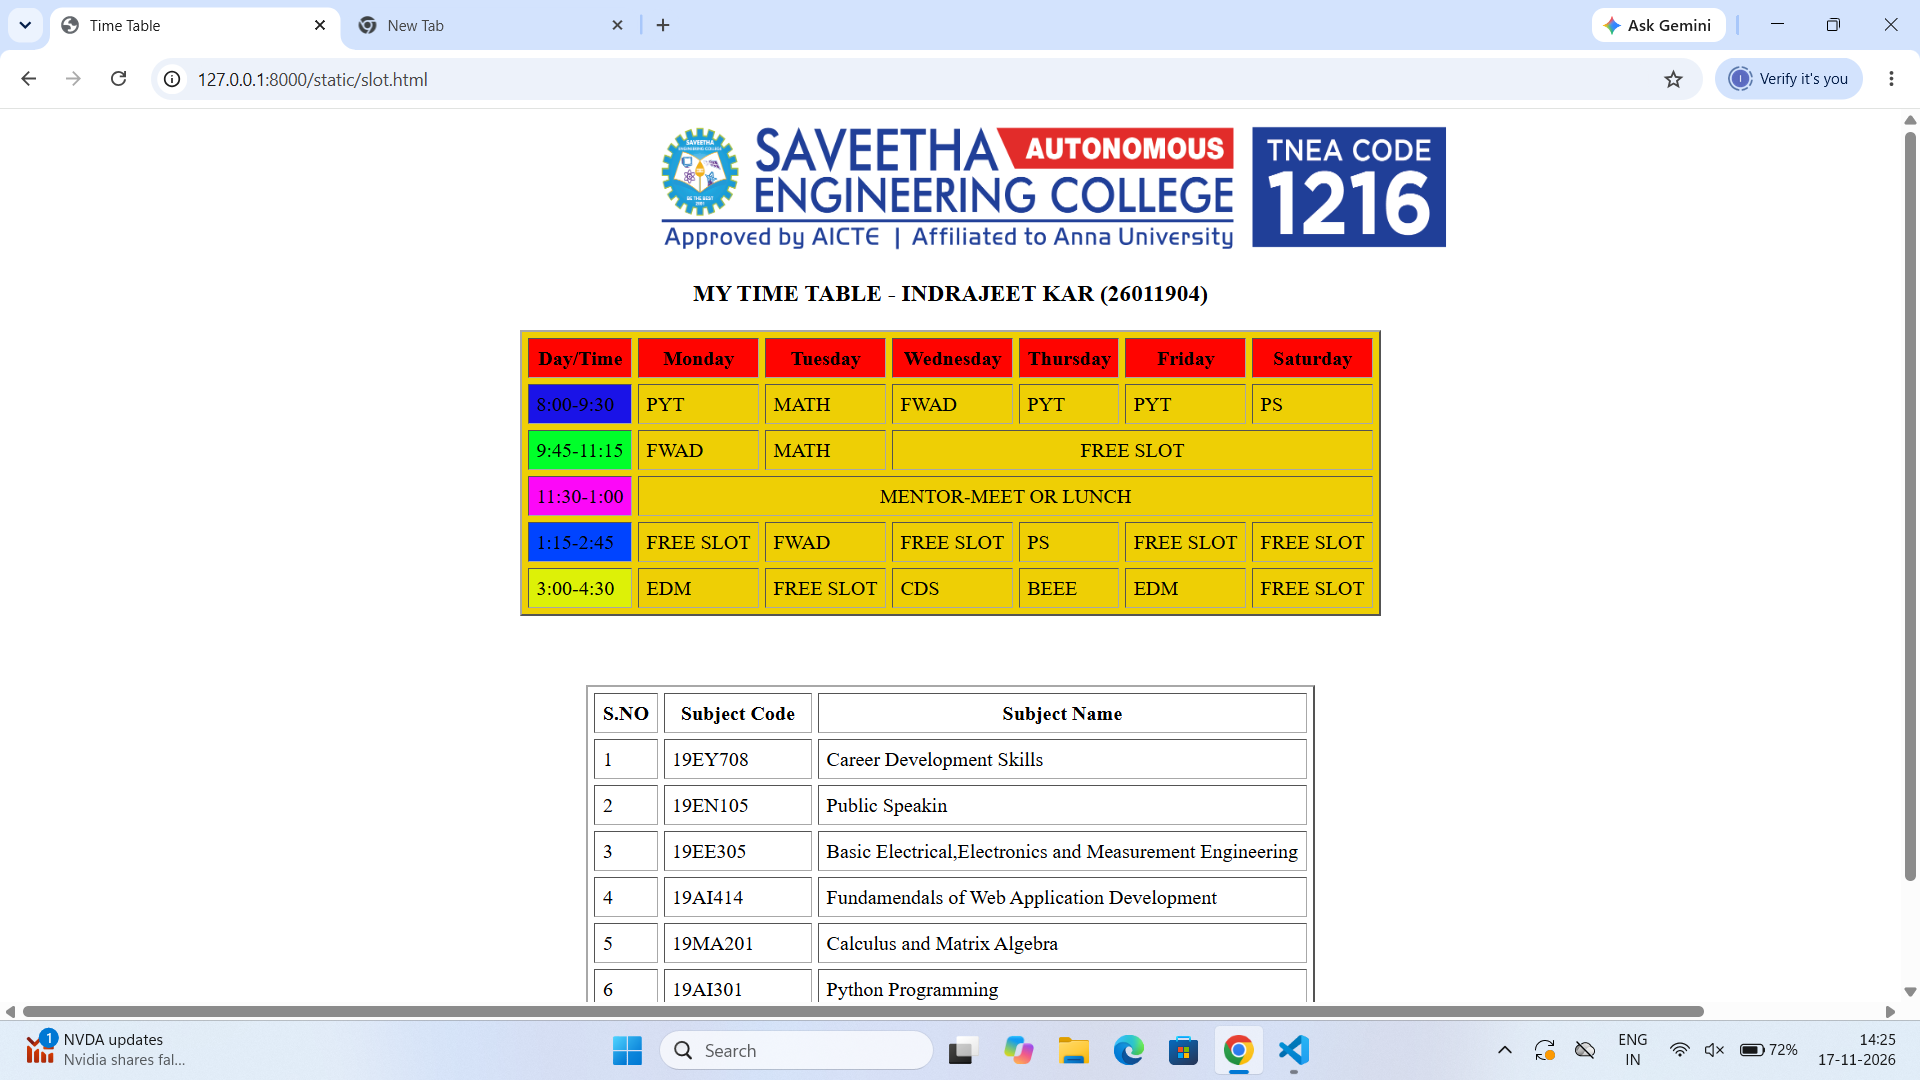 Time Table
New Tab
Ask Gemini
127.0.0.1:8000/static/slot.html
Verify it's you
SAVEETHA AUTONOMOUS
ENGINEERING COLLEGE
Approved by AICTE | Affiliated to Anna University
TNEA CODE
1216
SAVEETHA
ENGINEERING COLLEGE
BE THE BEST
MY TIME TABLE - INDRAJEET KAR (26011904)
Day/Time Monday Tuesday Wednesday Thursday Friday Saturday
8:00-9:30 PYT MATH FWAD PYT PYT PS
9:45-11:15 FWAD MATH FREE SLOT
11:30-1:00 MENTOR-MEET OR LUNCH
1:15-2:45 FREE SLOT FWAD FREE SLOT PS FREE SLOT FREE SLOT
3:00-4:30 EDM FREE SLOT CDS BEEE EDM FREE SLOT
S.NO Subject Code Subject Name
1 19EY708 Career Development Skills
2 19EN105 Public Speakin
3 19EE305 Basic Electrical,Electronics and Measurement Engineering
4 19AI414 Fundamendals of Web Application Development
5 19MA201 Calculus and Matrix Algebra
6 19AI301 Python Programming
1
NVDA updates
Nvidia shares fal...
Search
ENG
IN
72%
14:25
17-11-2026